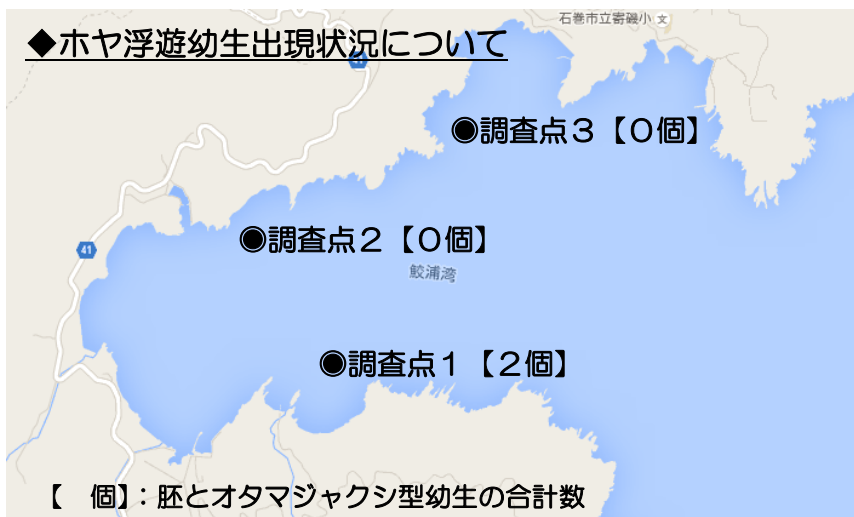 ◆ホヤ浮遊幼生出現状況について
石巻市立寄磯小
◉調査点３【０個】
41
◉調査点２【０個】
鮫浦湾
◉調査点１【２個】
【　個】：胚とオタマジャクシ型幼生の合計数